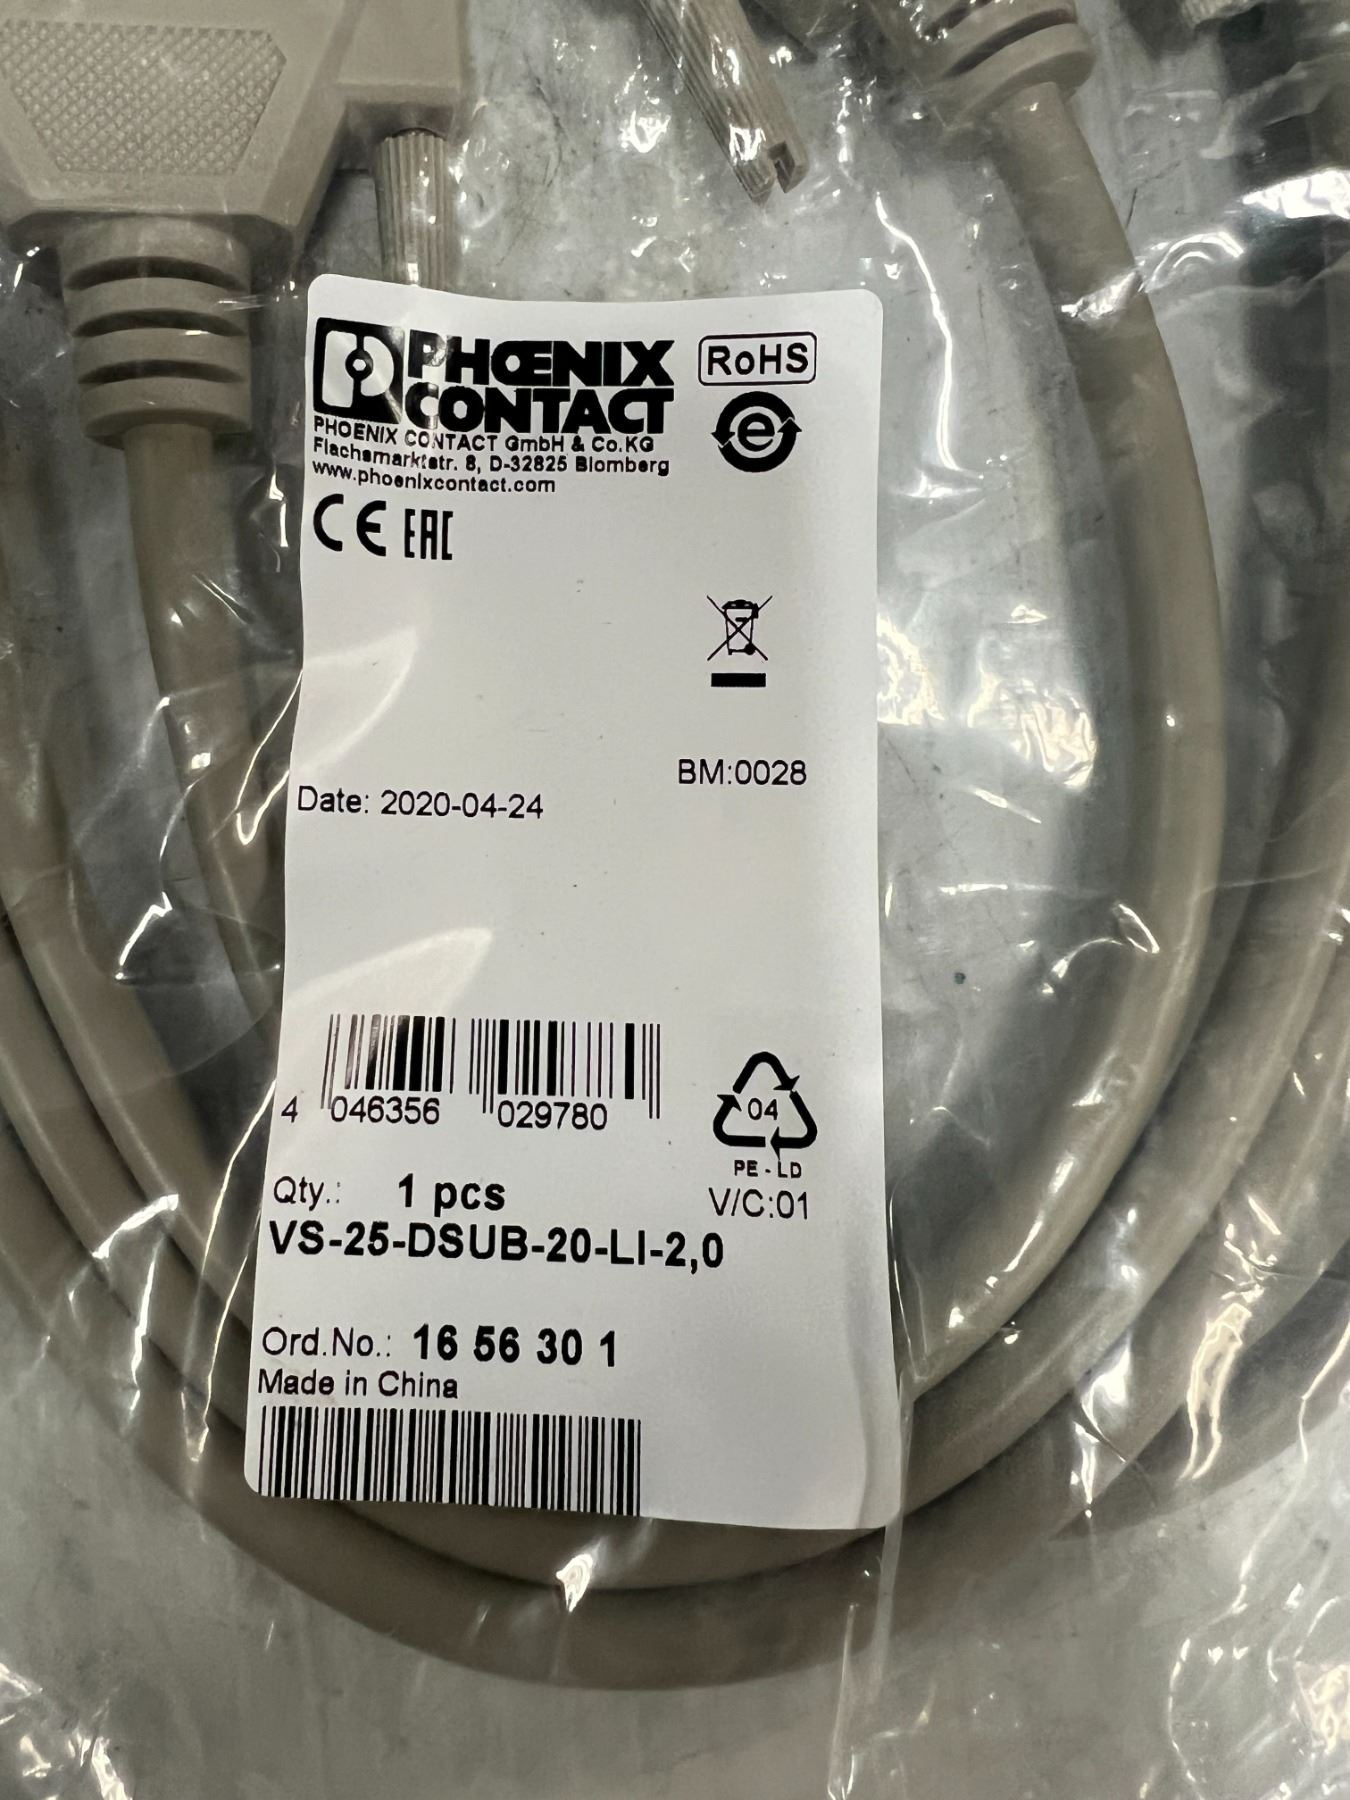 PHŒNIX
CONTACT
RoHS
e
PHOENIX CONTACT GmbH & Co.KG
Flachsmarktstr. 8, D-32825 Blomberg
www.phoenixcontact.com
CE EAC
BM:0028
Date: 2020-04-24
4 046356 029780
04
PE-LD
Qty.: 1 pcs
V/C:01
VS-25-DSUB-20-LI-2,0
Ord.No.: 16 56 30 1
Made in China